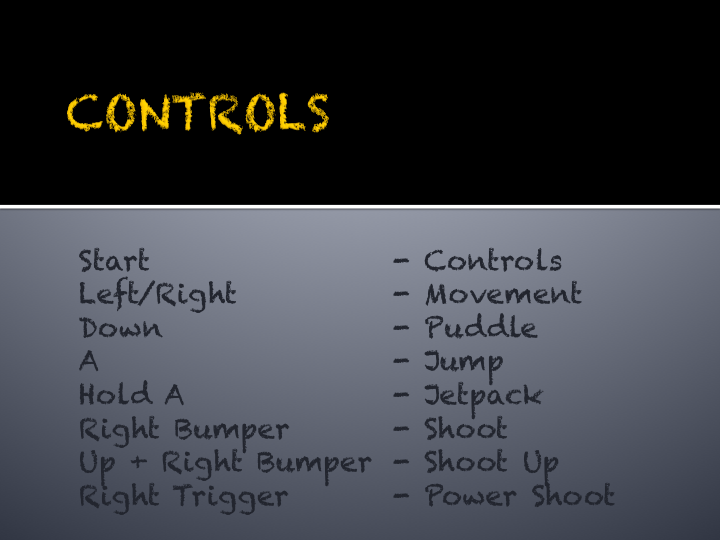 CONTROLS
Start - Controls
Left/Right - Movement
Down - Puddle
A - Jump
Hold A - Jetpack
Right Bumper - Shoot
Up + Right Bumper - Shoot Up
Right Trigger - Power Shoot